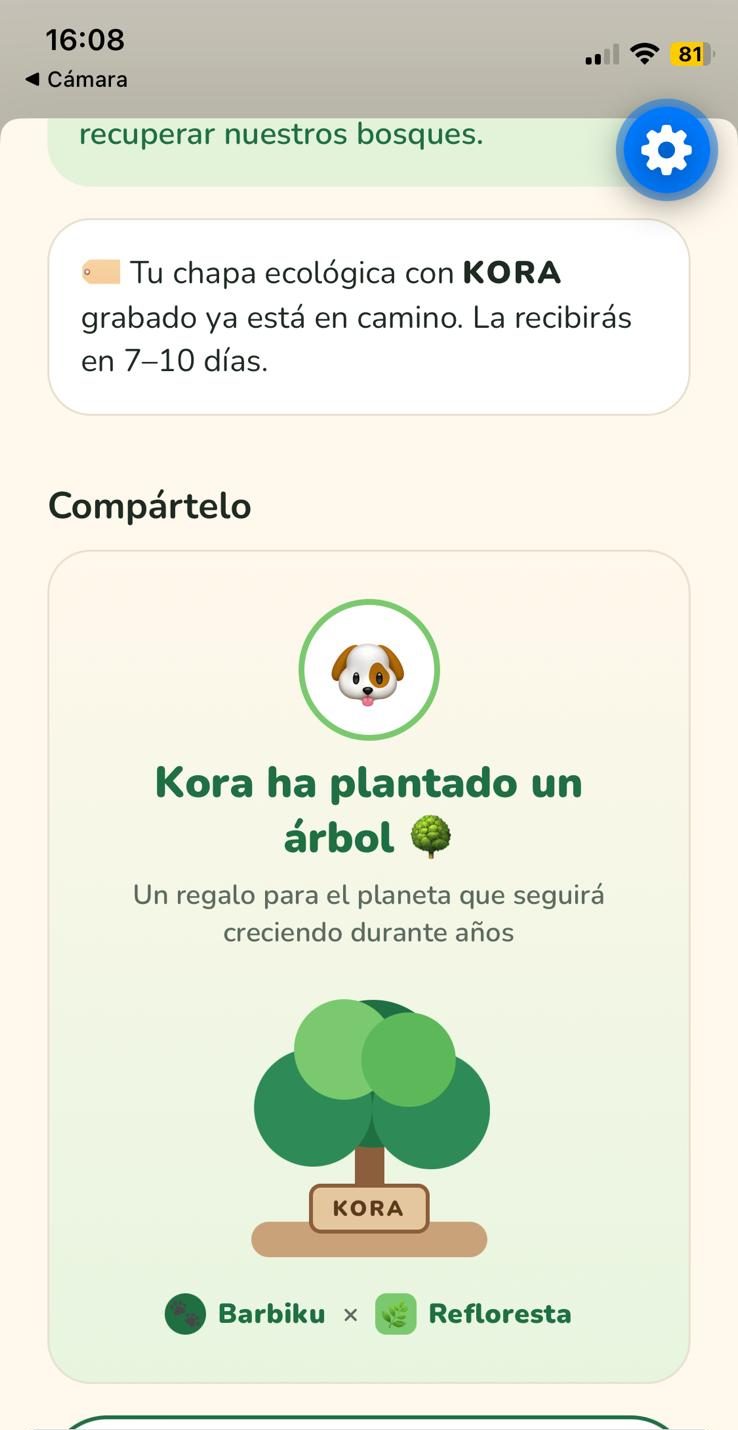 16:08
81
◀ Cámara
recuperar nuestros bosques.
Tu chapa ecológica con KORA
grabado ya está en camino. La recibirás
en 7–10 días.
Compártelo
Kora ha plantado un
árbol
Un regalo para el planeta que seguirá
creciendo durante años
KORA
Barbiku × Refloresta